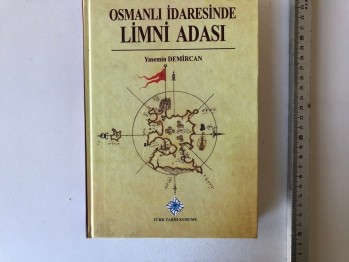 OSMANLI İDARESİNDE
LİMNİ ADASI
Yasemin DEMİRCAN
TÜRK TARİH KURUMU